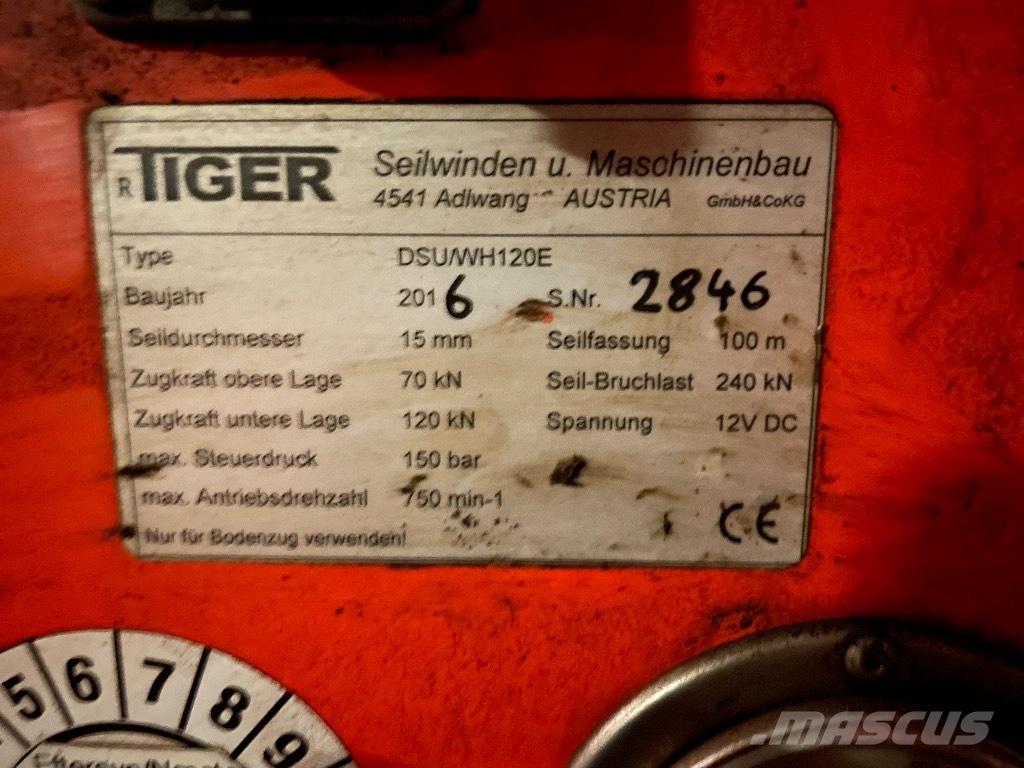 R TIGER Seilwinden u. Maschinenbau
4541 Adlwang AUSTRIA GmbH&CoKG
Type DSU/WH120E
Baujahr 2016 S.Nr. 2846
Seildurchmesser 15 mm Seilfassung 100 m
Zugkraft obere Lage 70 kN Seil-Bruchlast 240 kN
Zugkraft untere Lage 120 kN Spannung 12V DC
max. Steuerdruck 150 bar
max. Antriebsdrehzahl 750 min-1
Nur für Bodenzug verwenden!
CE
5 6 7 8 9
MASCUS